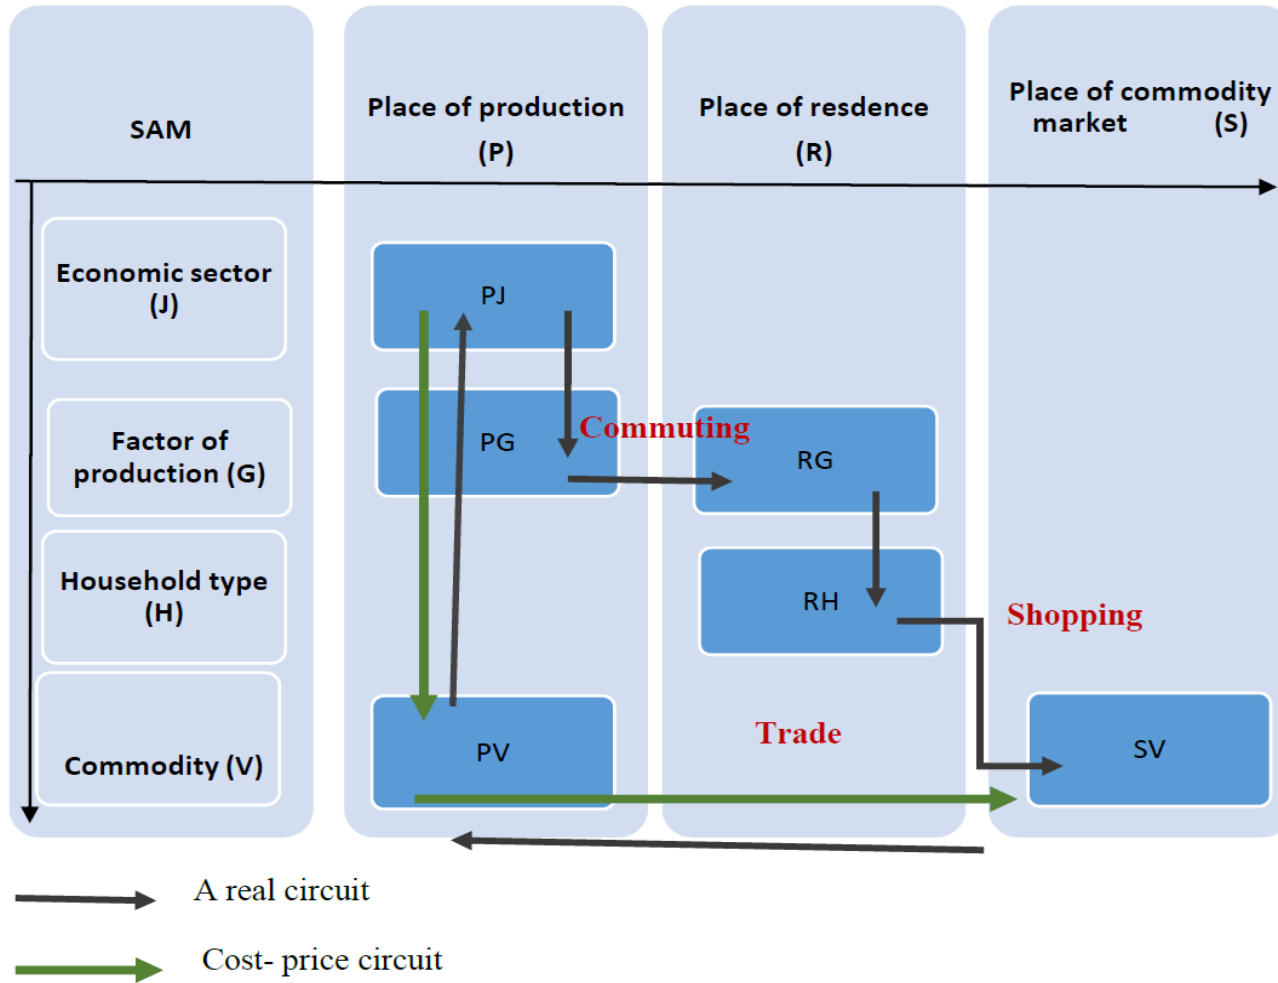 SAM
Place of production
(P)
Place of resdence
(R)
Place of commodity
market (S)
Economic sector
(J)
PJ
Factor of
production (G)
PG
Commuting
RG
Household type
(H)
RH
Shopping
Commodity (V)
PV
Trade
SV
A real circuit
Cost- price circuit